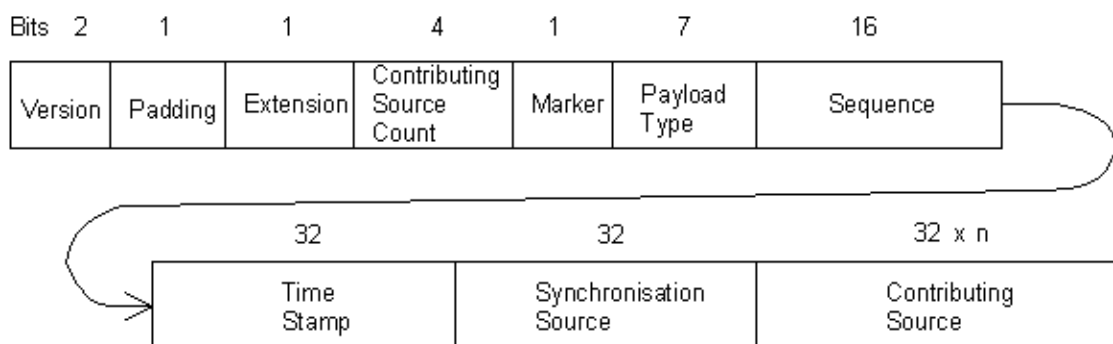 Bits 2 1 1 4 1 7 16
Version Padding Extension Contributing Source Count Marker Payload Type Sequence
32 32 32 x n
Time Stamp Synchronisation Source Contributing Source